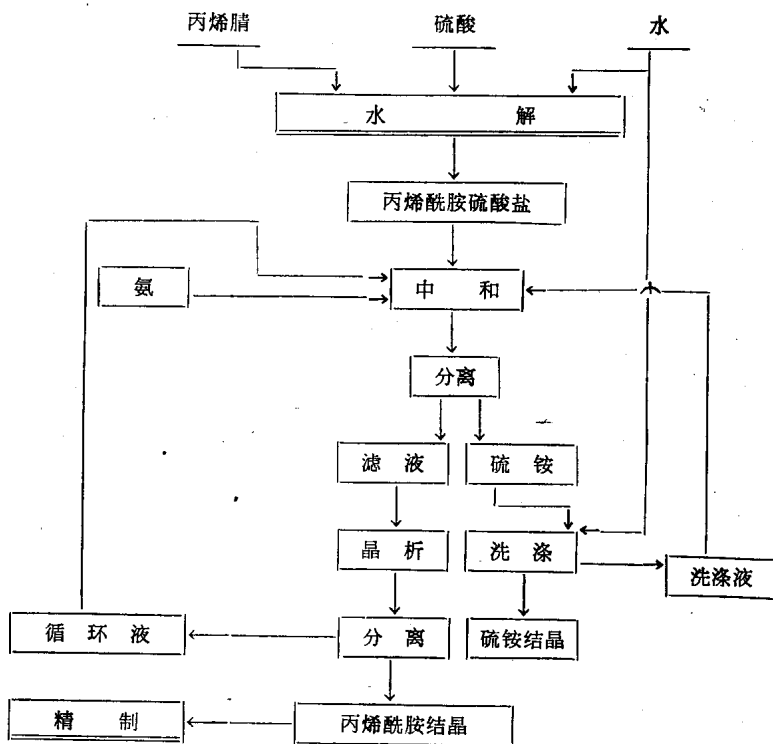 丙烯腈 硫酸 水
水 解
丙烯酰胺硫酸盐
氨 中 和
分离
滤 液 硫 铵
晶 析 洗 涤 洗涤液
循 环 液 分 离 硫铵结晶
精 制 丙烯酰胺结晶